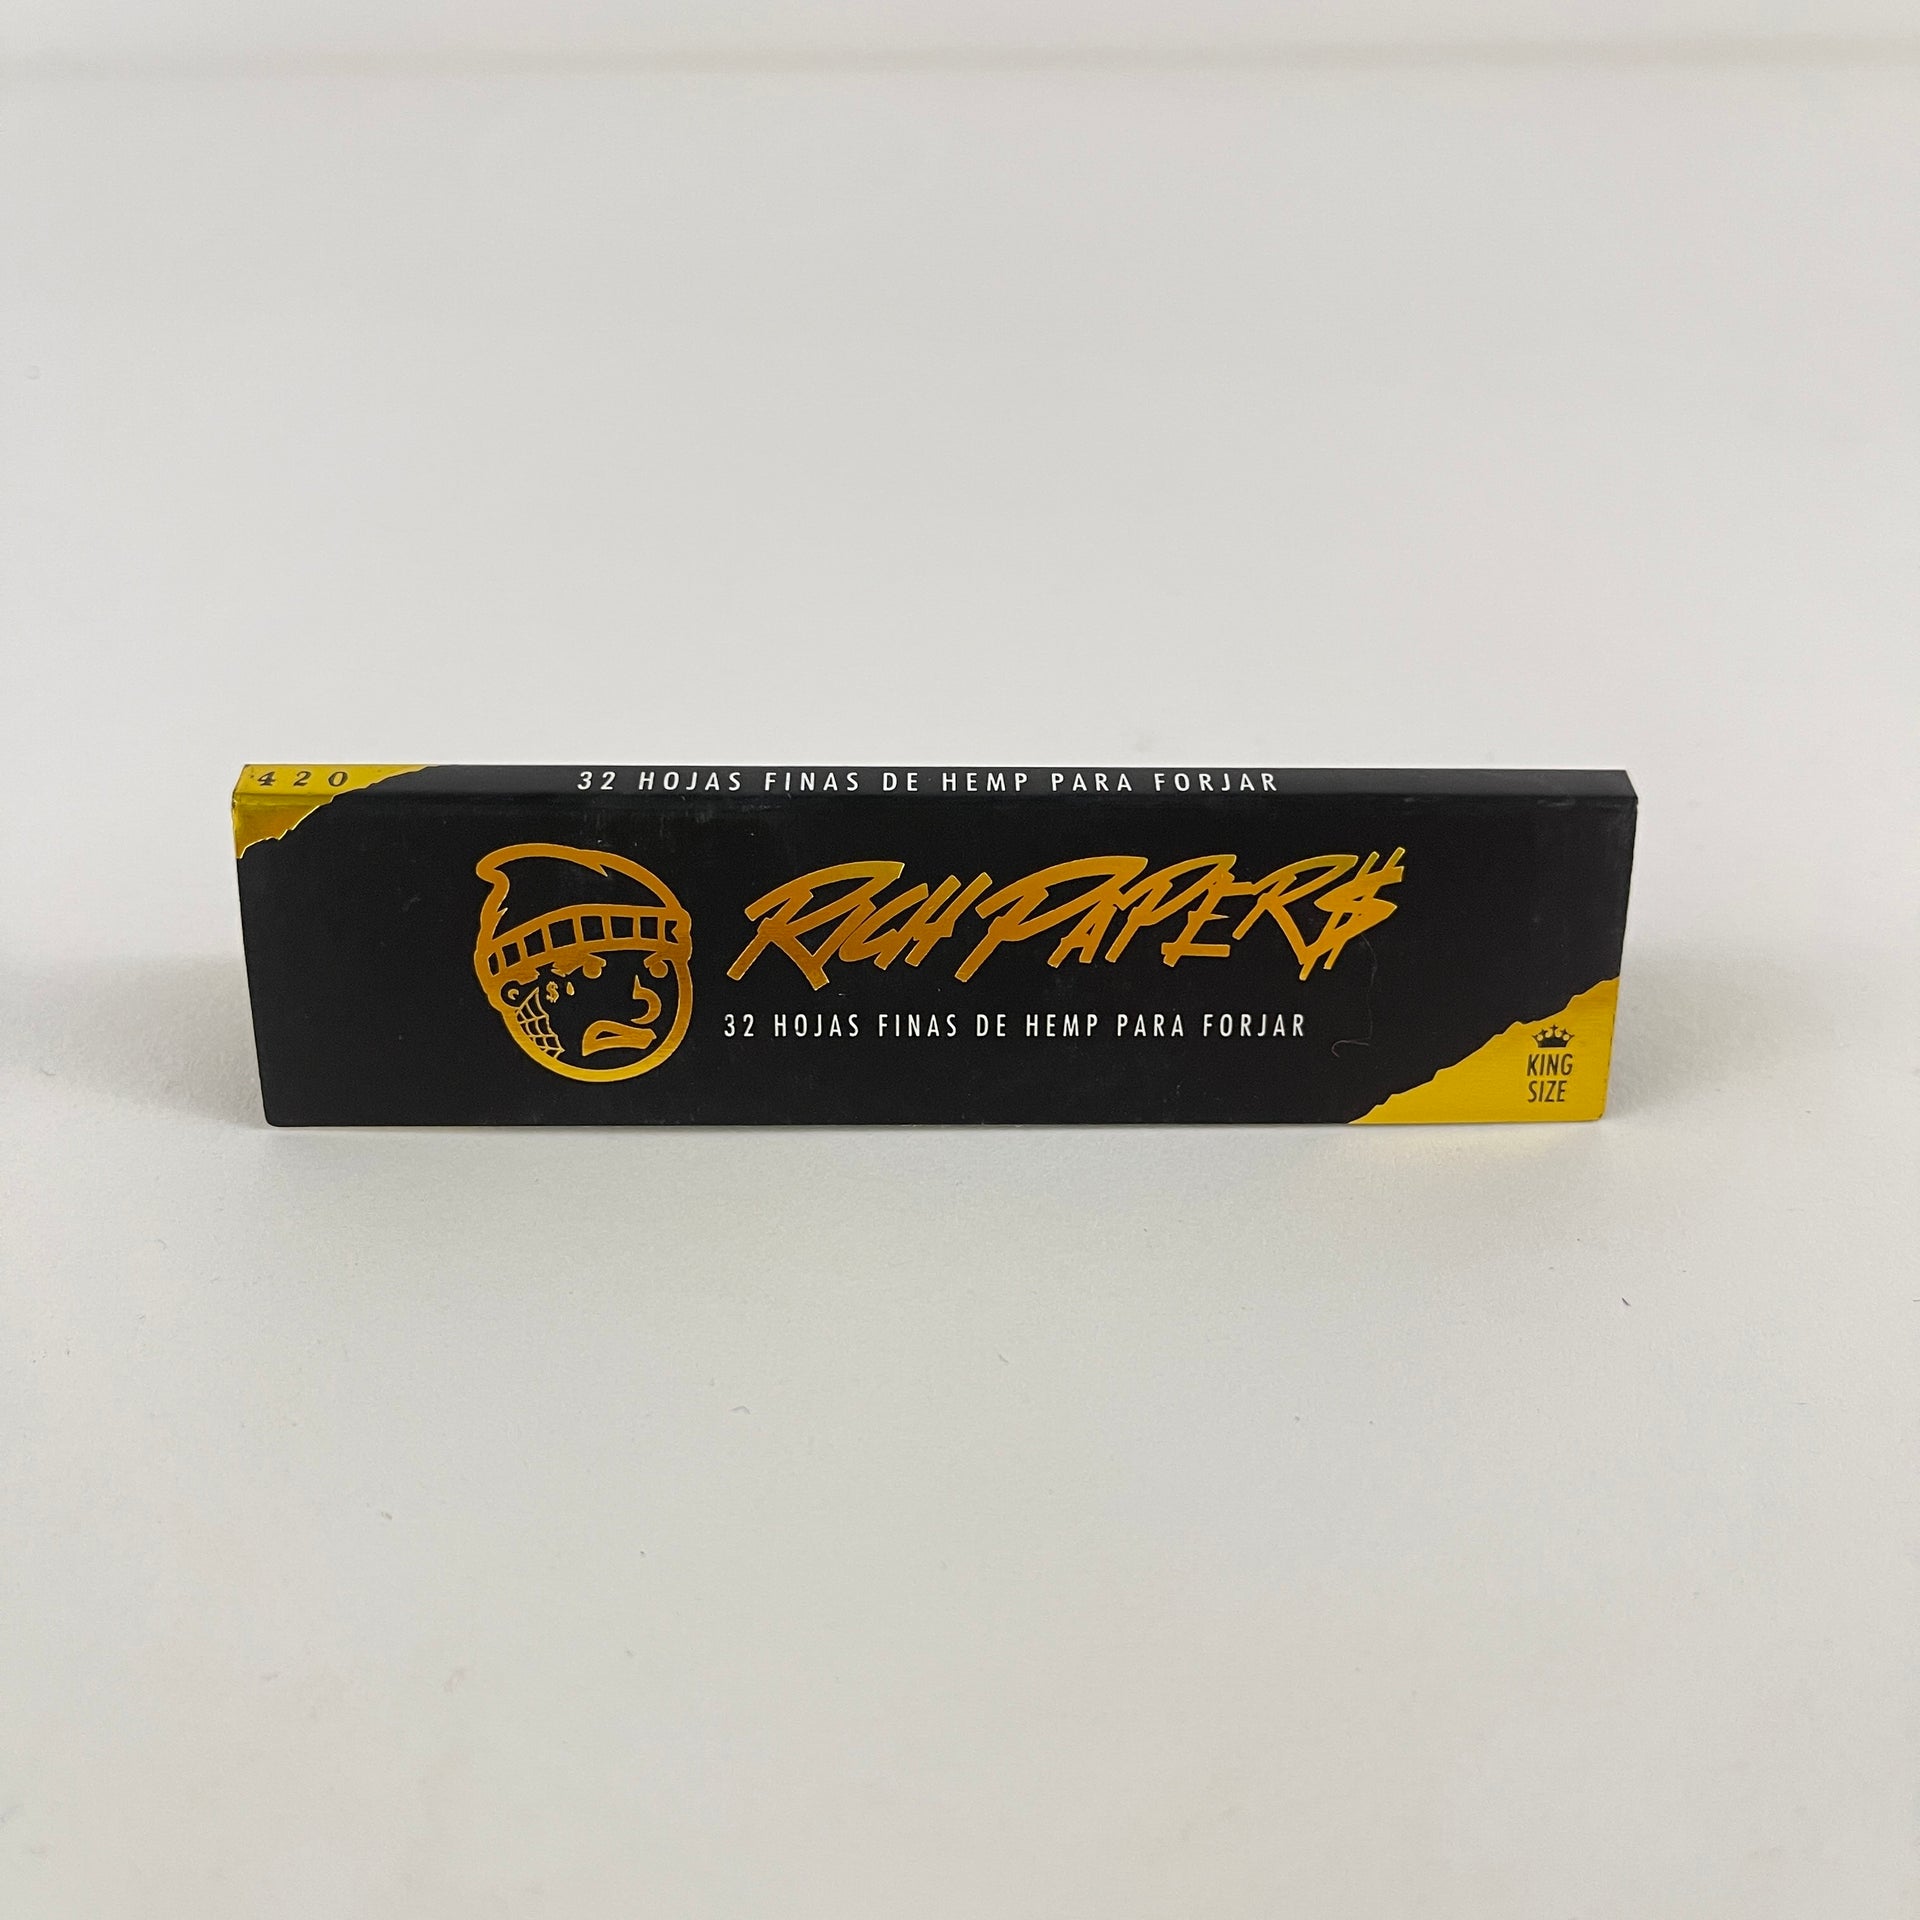 420
32 HOJAS FINAS DE HEMP PARA FORJAR
$
RICH PAPER$
32 HOJAS FINAS DE HEMP PARA FORJAR
KING
SIZE